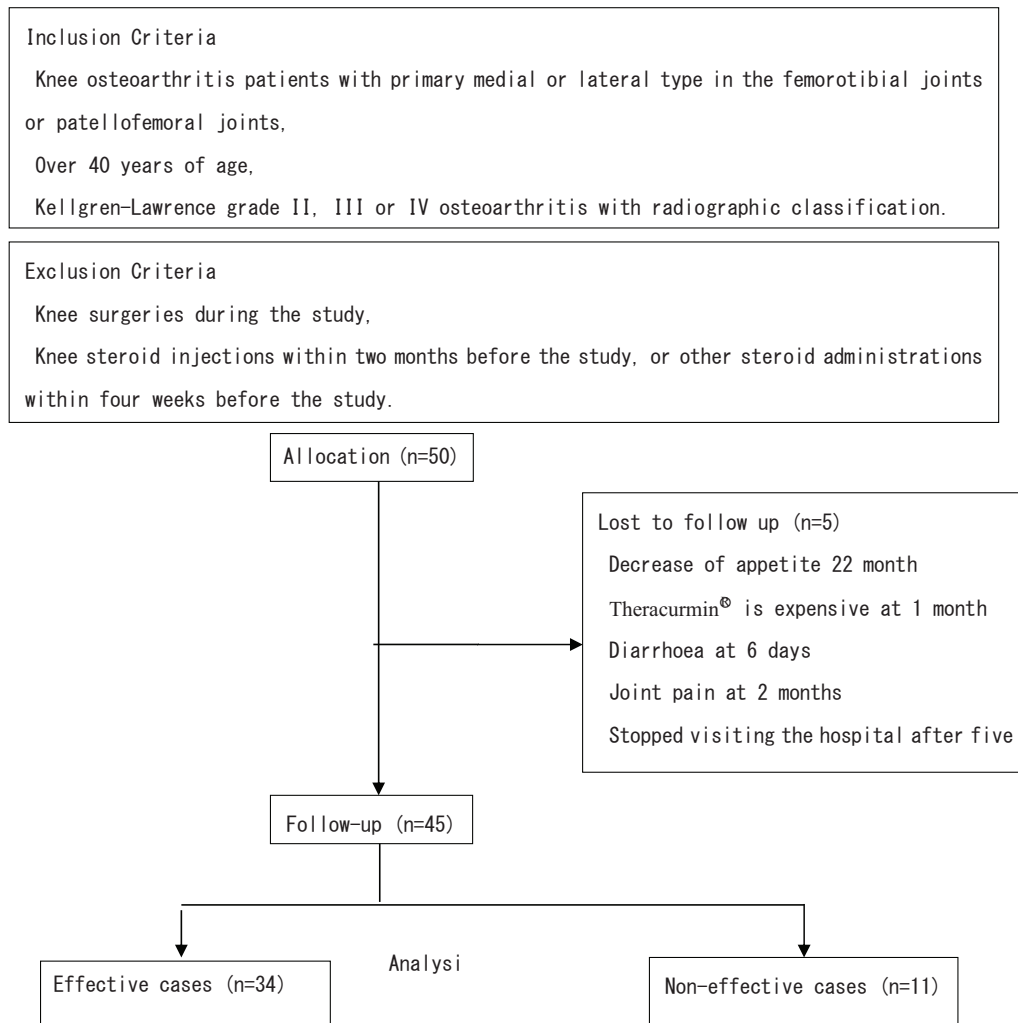 Inclusion Criteria
Knee osteoarthritis patients with primary medial or lateral type in the femorotibial joints
or patellofemoral joints,
Over 40 years of age,
Kellgren-Lawrence grade II, III or IV osteoarthritis with radiographic classification.
Exclusion Criteria
Knee surgeries during the study,
Knee steroid injections within two months before the study, or other steroid administrations
within four weeks before the study.
Allocation (n=50)
Lost to follow up (n=5)
Decrease of appetite 22 month
Theracurmin® is expensive at 1 month
Diarrhoea at 6 days
Joint pain at 2 months
Stopped visiting the hospital after five
Follow-up (n=45)
Analysi
Effective cases (n=34)
Non-effective cases (n=11)